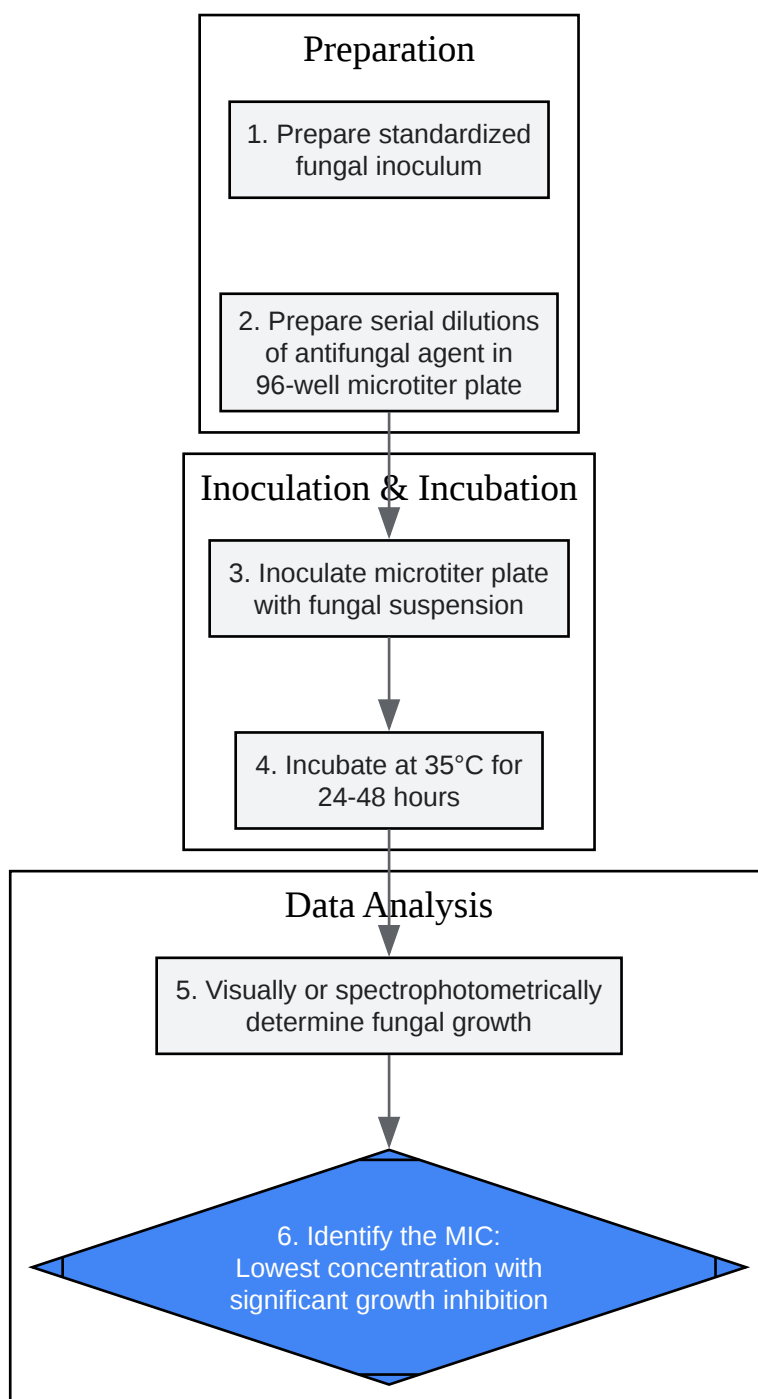 Preparation
1. Prepare standardized
fungal inoculum
2. Prepare serial dilutions
of antifungal agent in
96-well microtiter plate
Inoculation & Incubation
3. Inoculate microtiter plate
with fungal suspension
4. Incubate at 35°C for
24-48 hours
Data Analysis
5. Visually or spectrophotometrically
determine fungal growth
6. Identify the MIC:
Lowest concentration with
significant growth inhibition